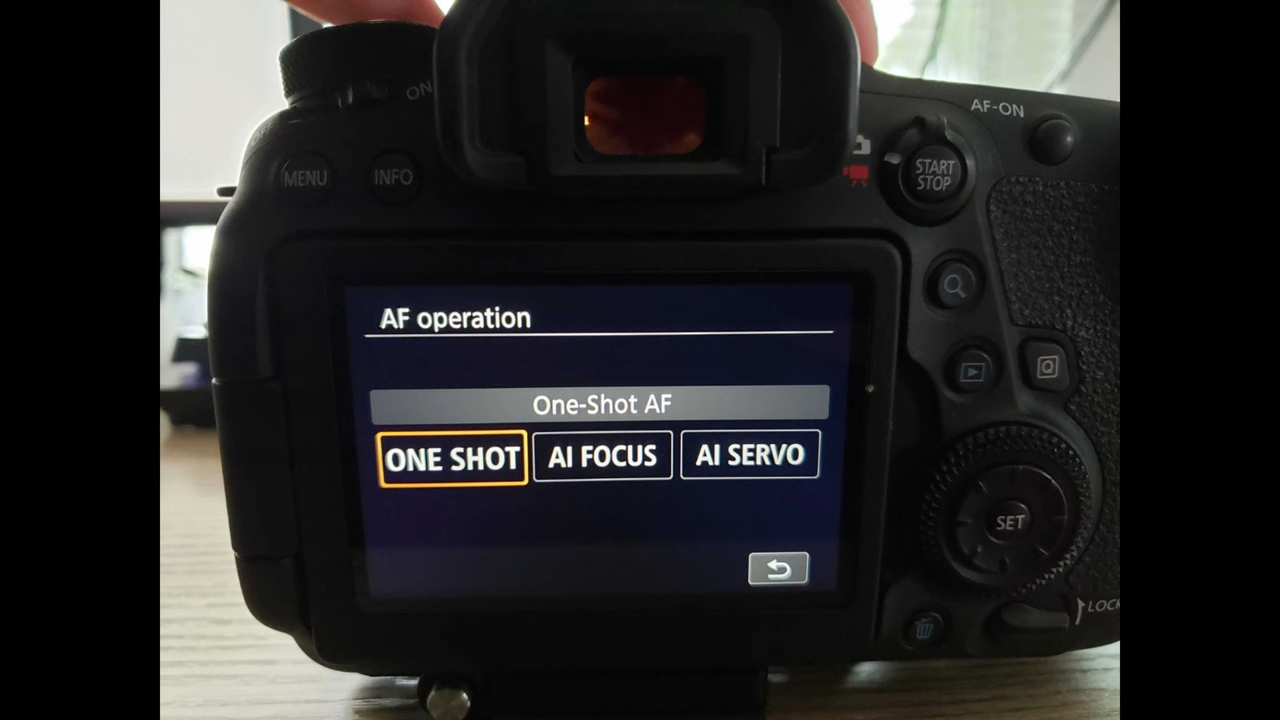 ON
AF-ON
MENU
INFO
START
STOP
AF operation
One-Shot AF
ONE SHOT
AI FOCUS
AI SERVO
Q
SET
LOCK